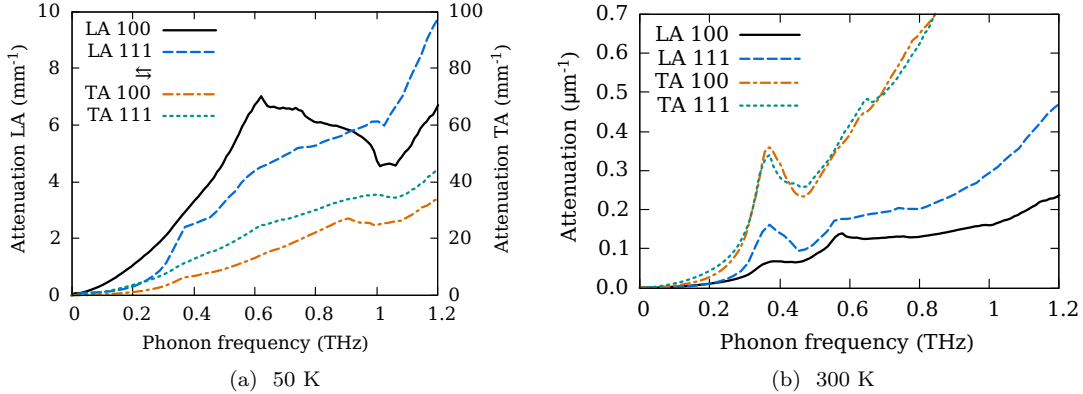 Attenuation LA (mm⁻¹)
10
8
6
4
2
0
LA 100
LA 111
⇵
TA 100
TA 111
100
80
60
40
20
0
Attenuation TA (mm⁻¹)
0 0.2 0.4 0.6 0.8 1 1.2
Phonon frequency (THz)
(a) 50 K
Attenuation (μm⁻¹)
0.7
0.6
0.5
0.4
0.3
0.2
0.1
0.0
LA 100
LA 111
TA 100
TA 111
0 0.2 0.4 0.6 0.8 1 1.2
Phonon frequency (THz)
(b) 300 K